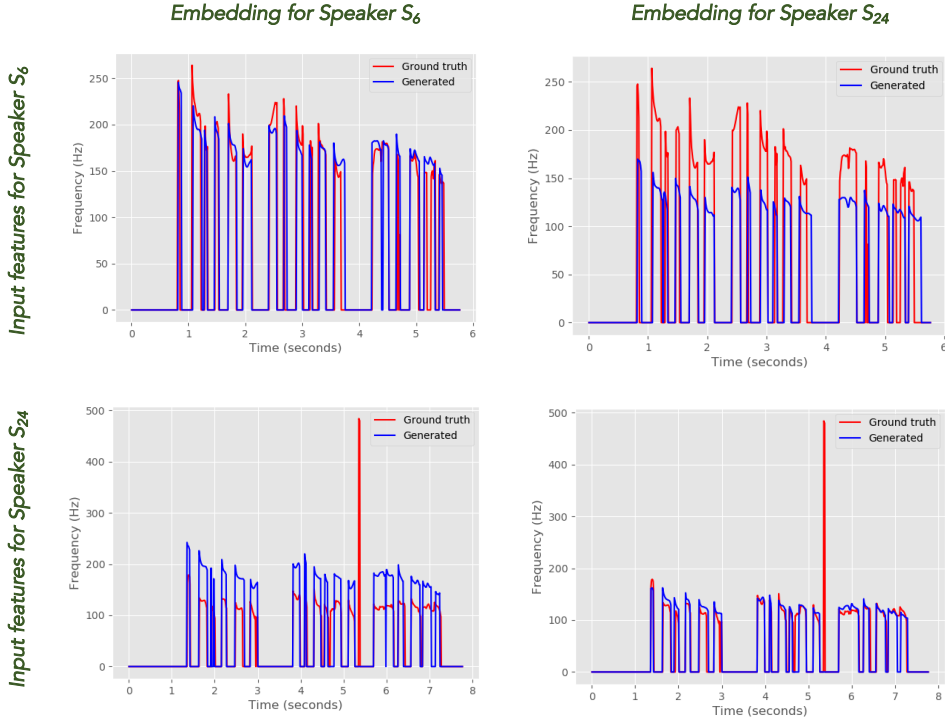 Embedding for Speaker S6
Embedding for Speaker S24
Input features for Speaker S6
Ground truth
Generated
250
200
150
100
50
0
Frequency (Hz)
0 1 2 3 4 5 6
Time (seconds)
Ground truth
Generated
250
200
150
100
50
0
Frequency (Hz)
0 1 2 3 4 5 6
Time (seconds)
Input features for Speaker S24
Ground truth
Generated
500
400
300
200
100
0
Frequency (Hz)
0 1 2 3 4 5 6 7 8
Time (seconds)
Ground truth
Generated
500
400
300
200
100
0
Frequency (Hz)
0 1 2 3 4 5 6 7 8
Time (seconds)